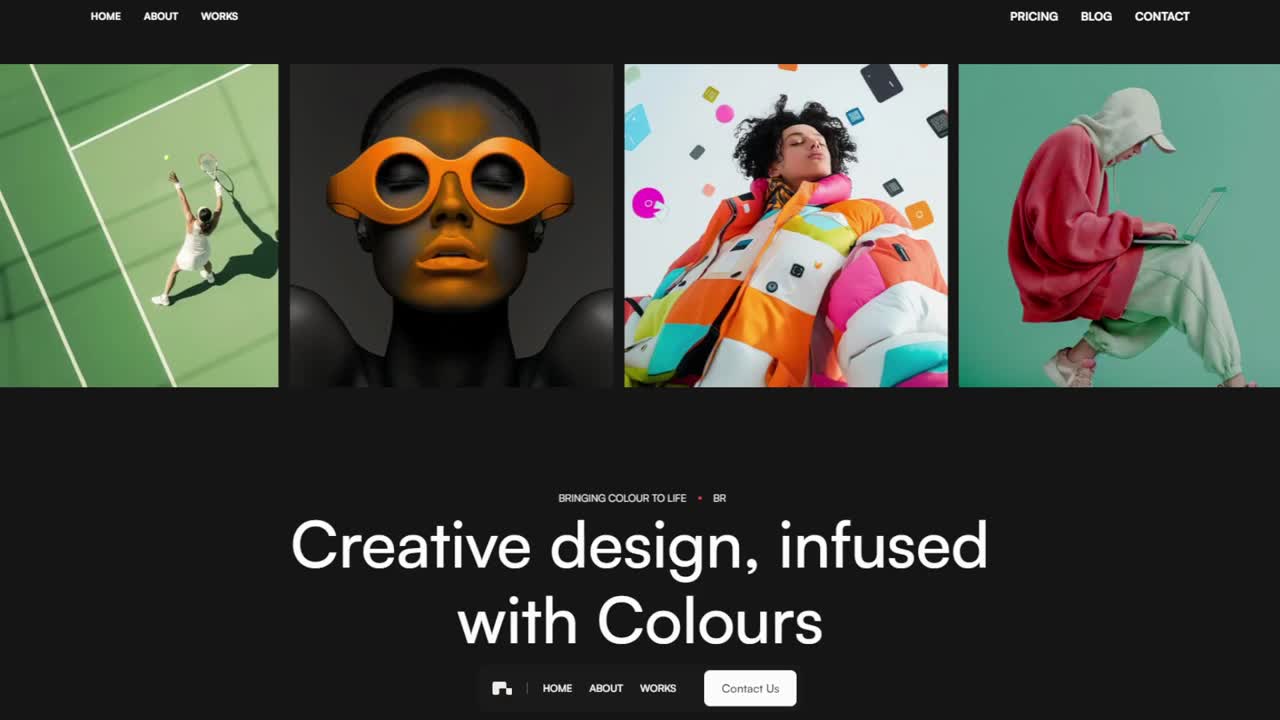 HOME ABOUT WORKS PRICING BLOG CONTACT
BRINGING COLOUR TO LIFE • BR
Creative design, infused
with Colours
HOME ABOUT WORKS Contact Us